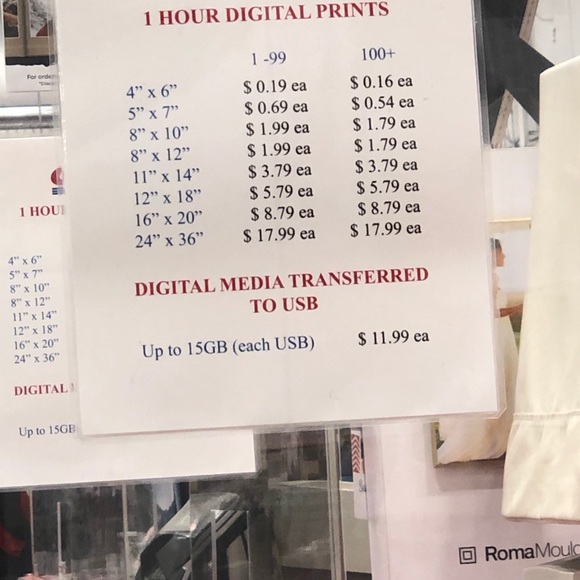 1 HOUR DIGITAL PRINTS
1 -99 100+
4” x 6” $ 0.19 ea $ 0.16 ea
5” x 7” $ 0.69 ea $ 0.54 ea
8” x 10” $ 1.99 ea $ 1.79 ea
8” x 12” $ 1.99 ea $ 1.79 ea
11” x 14” $ 3.79 ea $ 3.79 ea
12” x 18” $ 5.79 ea $ 5.79 ea
16” x 20” $ 8.79 ea $ 8.79 ea
24” x 36” $ 17.99 ea $ 17.99 ea
DIGITAL MEDIA TRANSFERRED
TO USB
Up to 15GB (each USB) $ 11.99 ea
For orde
1 HOU
4” x 6”
5” x 7”
8” x 10”
8” x 12”
11” x 14”
12” x 18”
16” x 20”
24” x 36”
DIGITAL
Up to 15GB
RomaMould